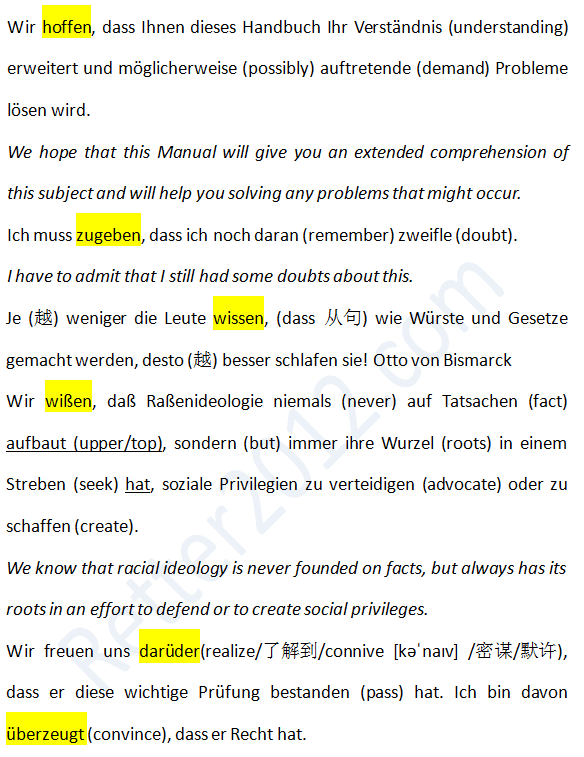 Wir hoffen, dass Ihnen dieses Handbuch Ihr Verständnis (understanding)
erweitert und möglicherweise (possibly) auftretende (demand) Probleme
lösen wird.
We hope that this Manual will give you an extended comprehension of
this subject and will help you solving any problems that might occur.
Ich muss zugeben, dass ich noch daran (remember) zweifle (doubt).
I have to admit that I still had some doubts about this.
Je (越) weniger die Leute wissen, (dass 从句) wie Würste und Gesetze
gemacht werden, desto (越) besser schlafen sie! Otto von Bismarck
Wir wißen, daß Raßenideologie niemals (never) auf Tatsachen (fact)
aufbaut (upper/top), sondern (but) immer ihre Wurzel (roots) in einem
Streben (seek) hat, soziale Privilegien zu verteidigen (advocate) oder zu
schaffen (create).
We know that racial ideology is never founded on facts, but always has its
roots in an effort to defend or to create social privileges.
Wir freuen uns darüder(realize/了解到/connive [kəˈnaɪv] /密谋/默许),
dass er diese wichtige Prüfung bestanden (pass) hat. Ich bin davon
überzeugt (convince), dass er Recht hat.
Retter2012.com